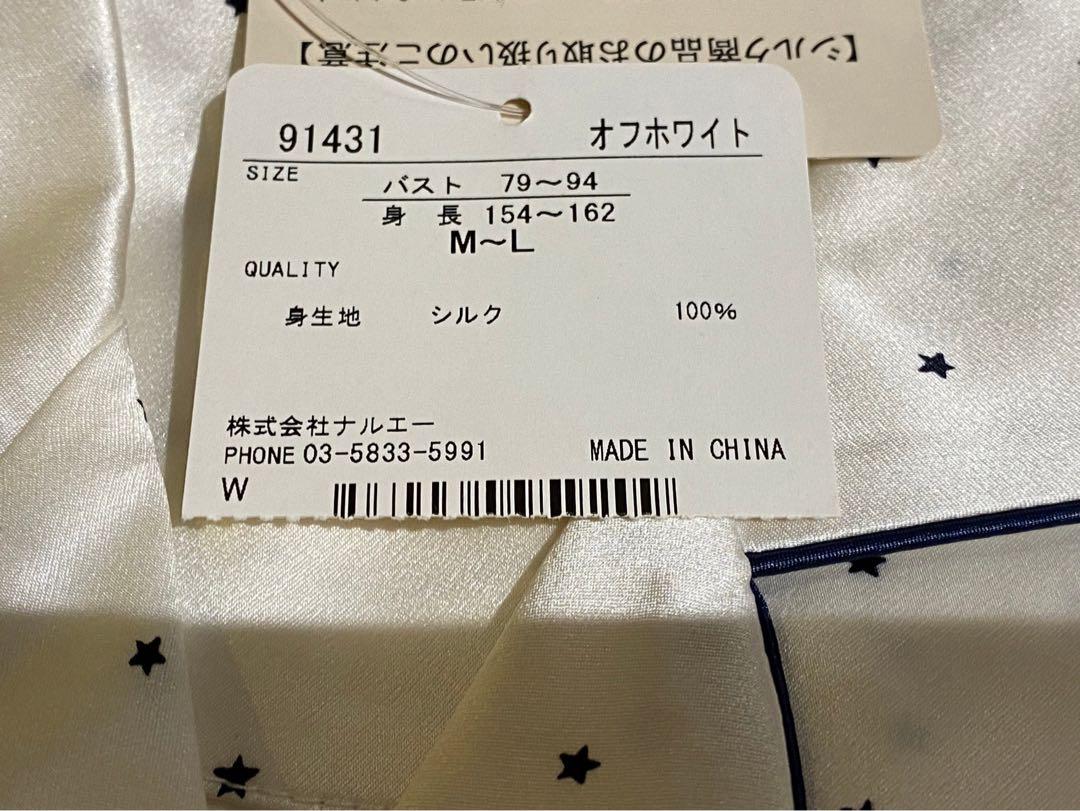 【シルク商品のお取り扱いのご注意】
91431 オフホワイト
SIZE
バスト 79～94
身 長 154～162
M～L
QUALITY
身生地 シルク 100%
株式会社ナルエー
PHONE 03-5833-5991 MADE IN CHINA
W